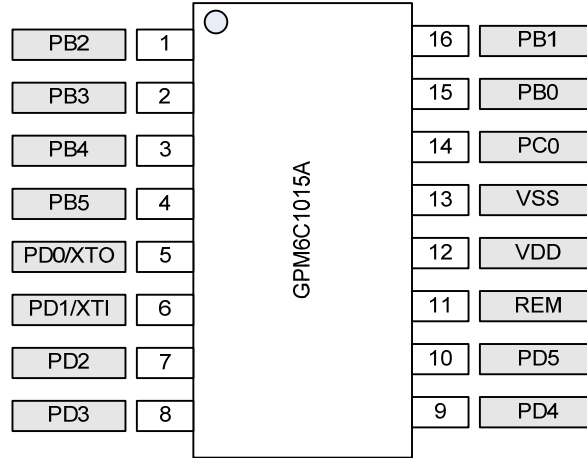 PB2 1 16 PB1
PB3 2 15 PB0
PB4 3 14 PC0
PB5 4 13 VSS
PD0/XTO 5 12 VDD
PD1/XTI 6 11 REM
PD2 7 10 PD5
PD3 8 9 PD4
GPM6C1015A